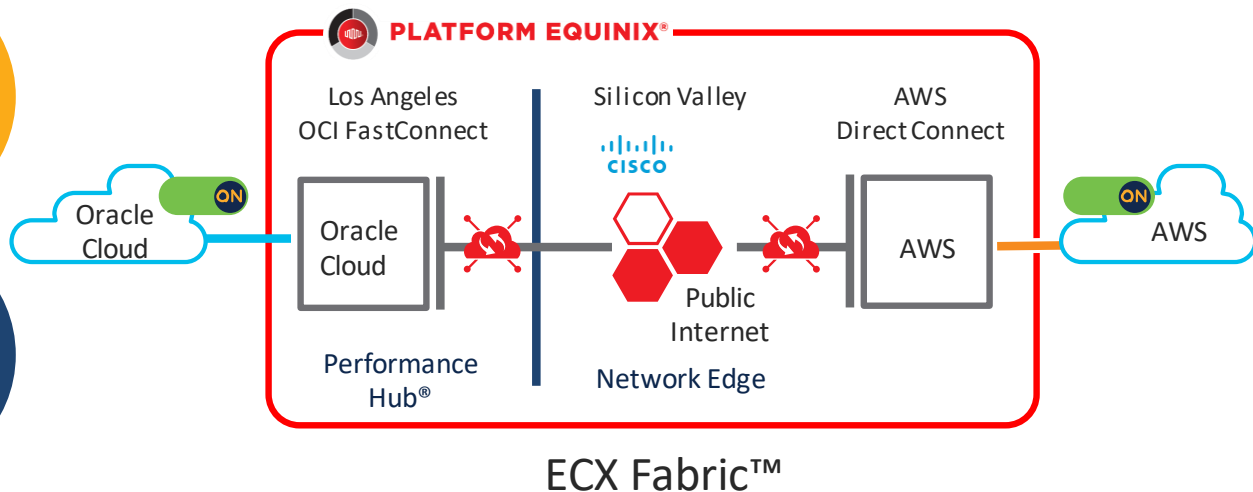 PLATFORM EQUINIX®
Los Angeles
OCI FastConnect
Silicon Valley
AWS
Direct Connect
CISCO
ON
Oracle
Cloud
Oracle
Cloud
AWS
ON
AWS
Public
Internet
Performance
Hub®
Network Edge
ECX Fabric™